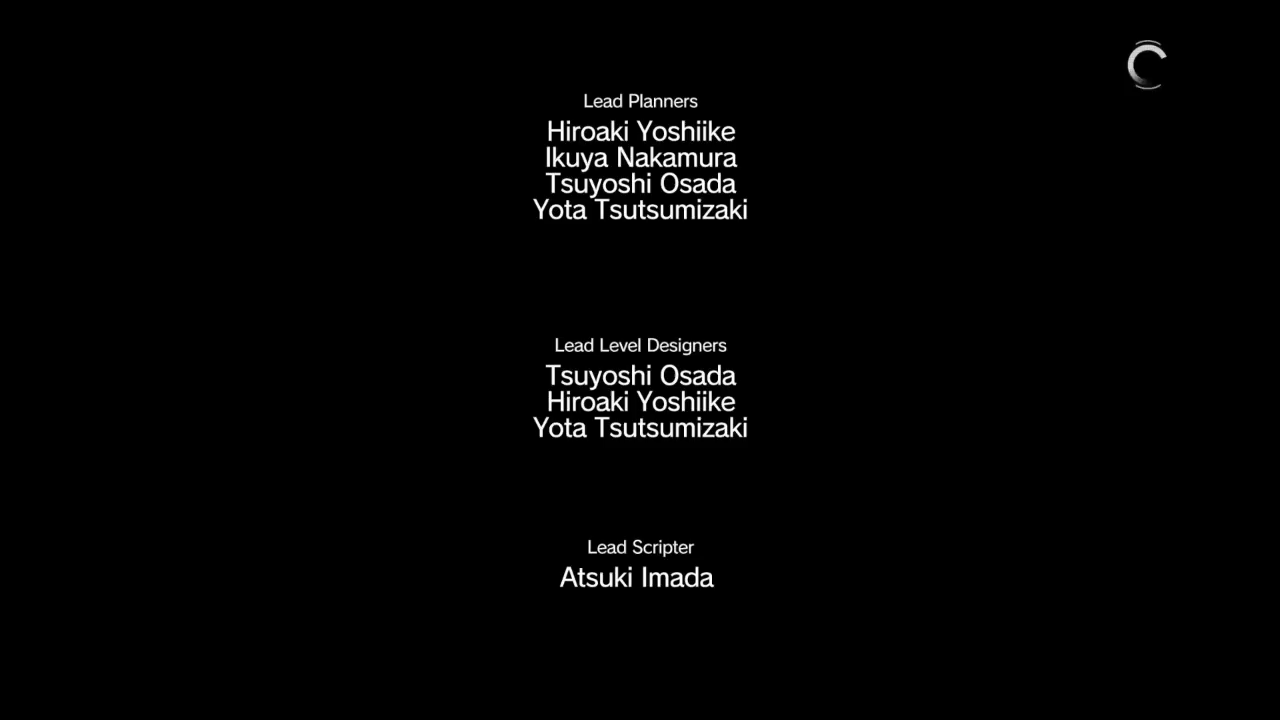 Lead Planners
Hiroaki Yoshiike
Ikuya Nakamura
Tsuyoshi Osada
Yota Tsutsumizaki
Lead Level Designers
Tsuyoshi Osada
Hiroaki Yoshiike
Yota Tsutsumizaki
Lead Scripter
Atsuki Imada